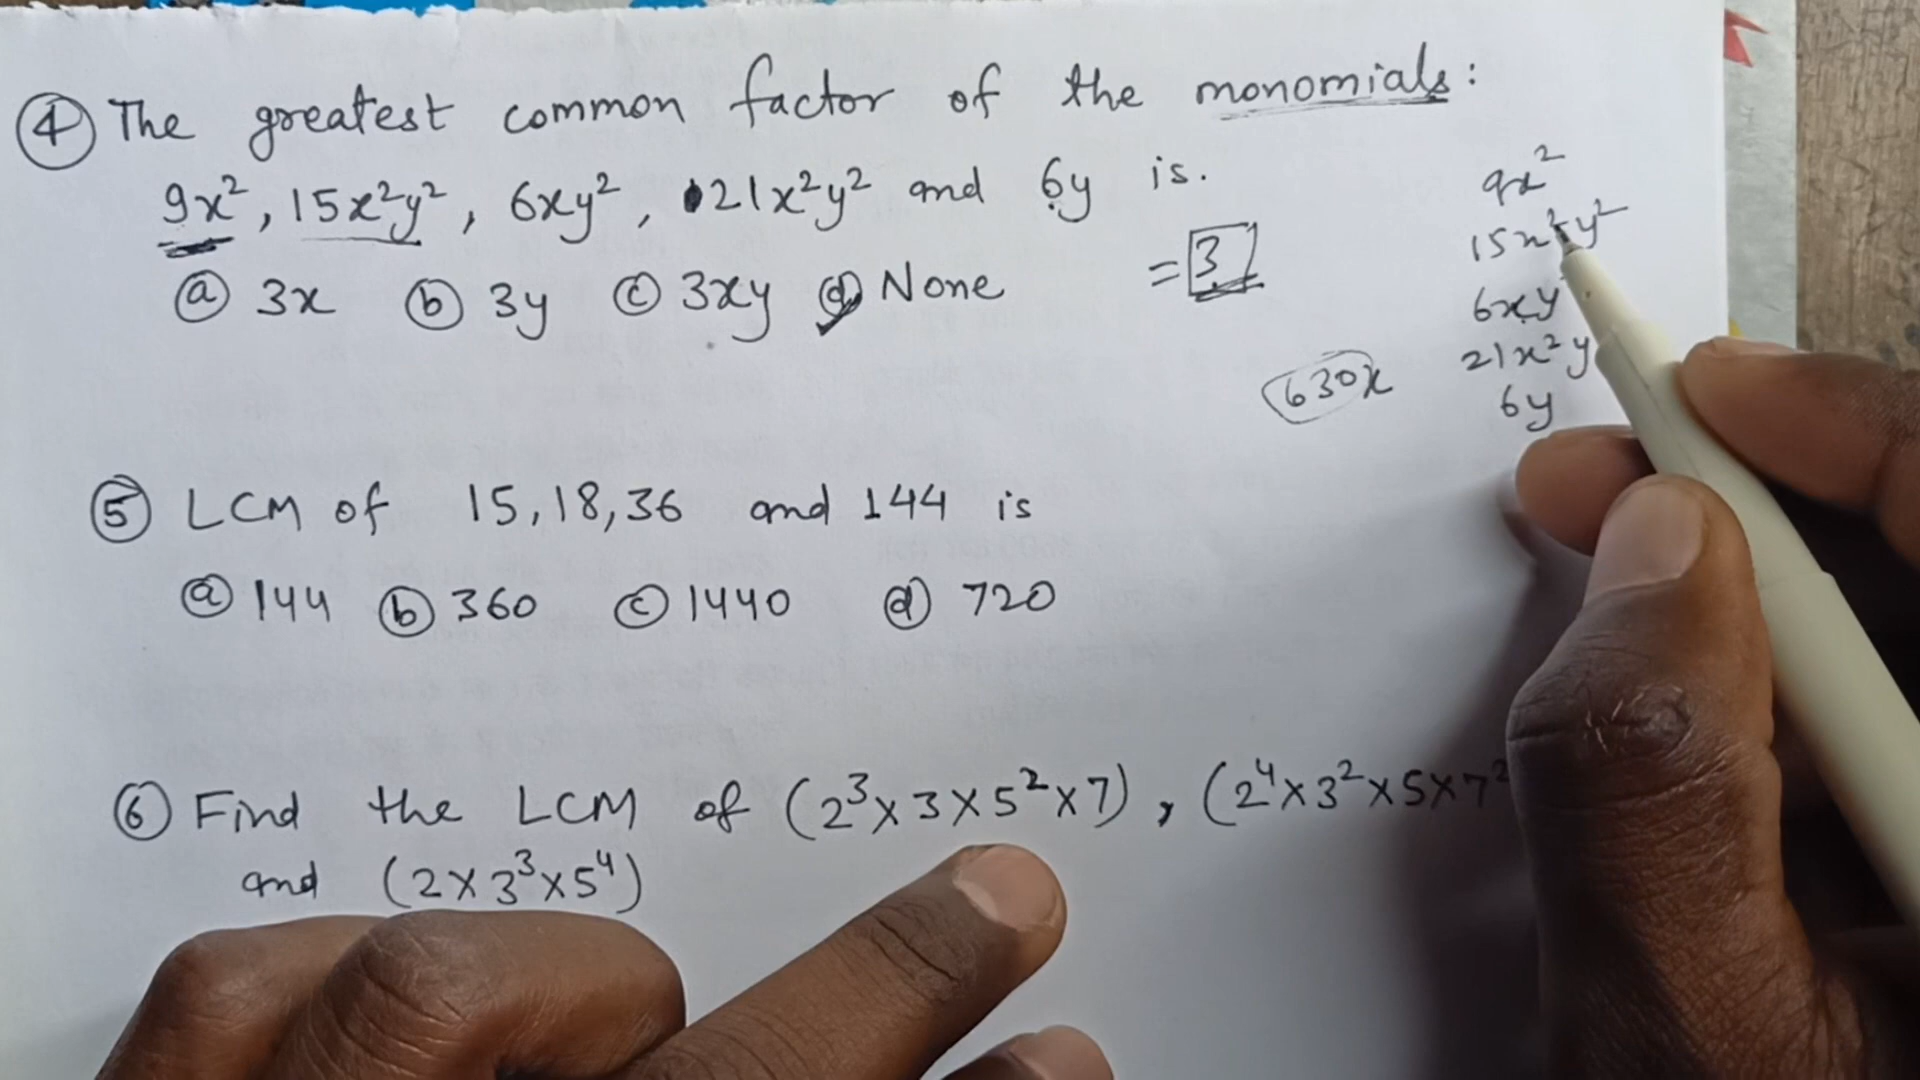 ④ The greatest common factor of the monomials:
9x², 15x²y², 6xy², 21x²y² and 6y is.
ⓐ 3x ⓑ 3y ⓒ 3xy ⓓ None
= 3
9x²
15x²y²
6xy
21x²y
6y
630x
⑤ LCM of 15, 18, 36 and 144 is
ⓐ 144 ⓑ 360 ⓒ 1440 ⓓ 720
⑥ Find the LCM of (2³×3×5²×7), (2⁴×3²×5×7²
and (2×3³×5⁴)